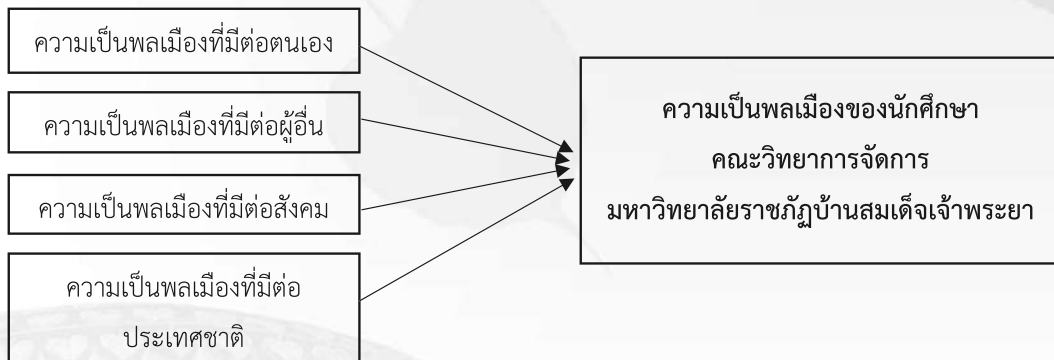 ความเป็นพลเมืองที่มีต่อตนเอง
ความเป็นพลเมืองที่มีต่อผู้อื่น
ความเป็นพลเมืองที่มีต่อสังคม
ความเป็นพลเมืองที่มีต่อ
ประเทศชาติ
ความเป็นพลเมืองของนักศึกษา
คณะวิทยาการจัดการ
มหาวิทยาลัยราชภัฏบ้านสมเด็จเจ้าพระยา